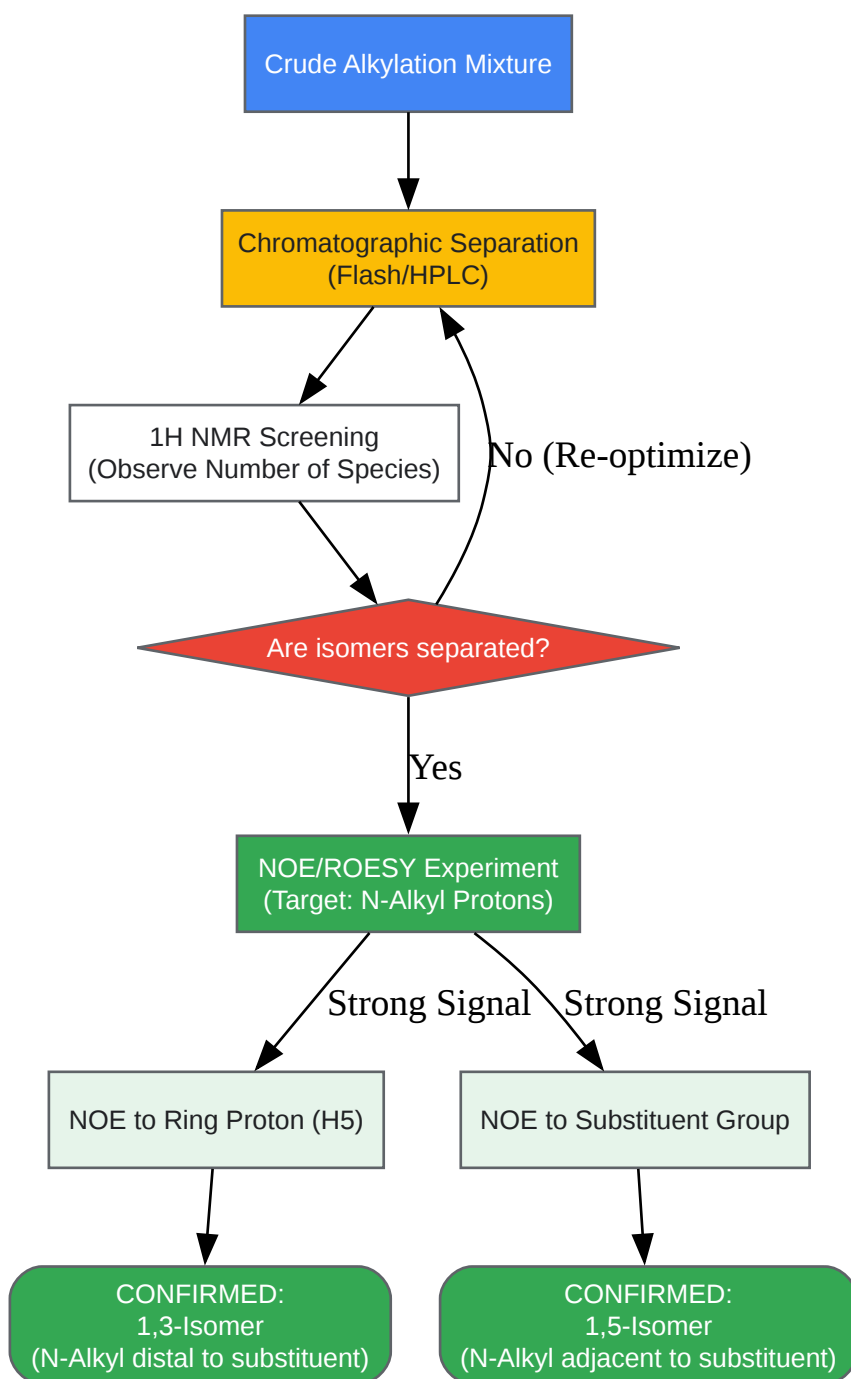 Crude Alkylation Mixture
Chromatographic Separation
(Flash/HPLC)
1H NMR Screening
(Observe Number of Species)
No (Re-optimize)
Are isomers separated?
Yes
NOE/ROESY Experiment
(Target: N-Alkyl Protons)
Strong Signal
Strong Signal
NOE to Ring Proton (H5)
NOE to Substituent Group
CONFIRMED:
1,3-Isomer
(N-Alkyl distal to substituent)
CONFIRMED:
1,5-Isomer
(N-Alkyl adjacent to substituent)